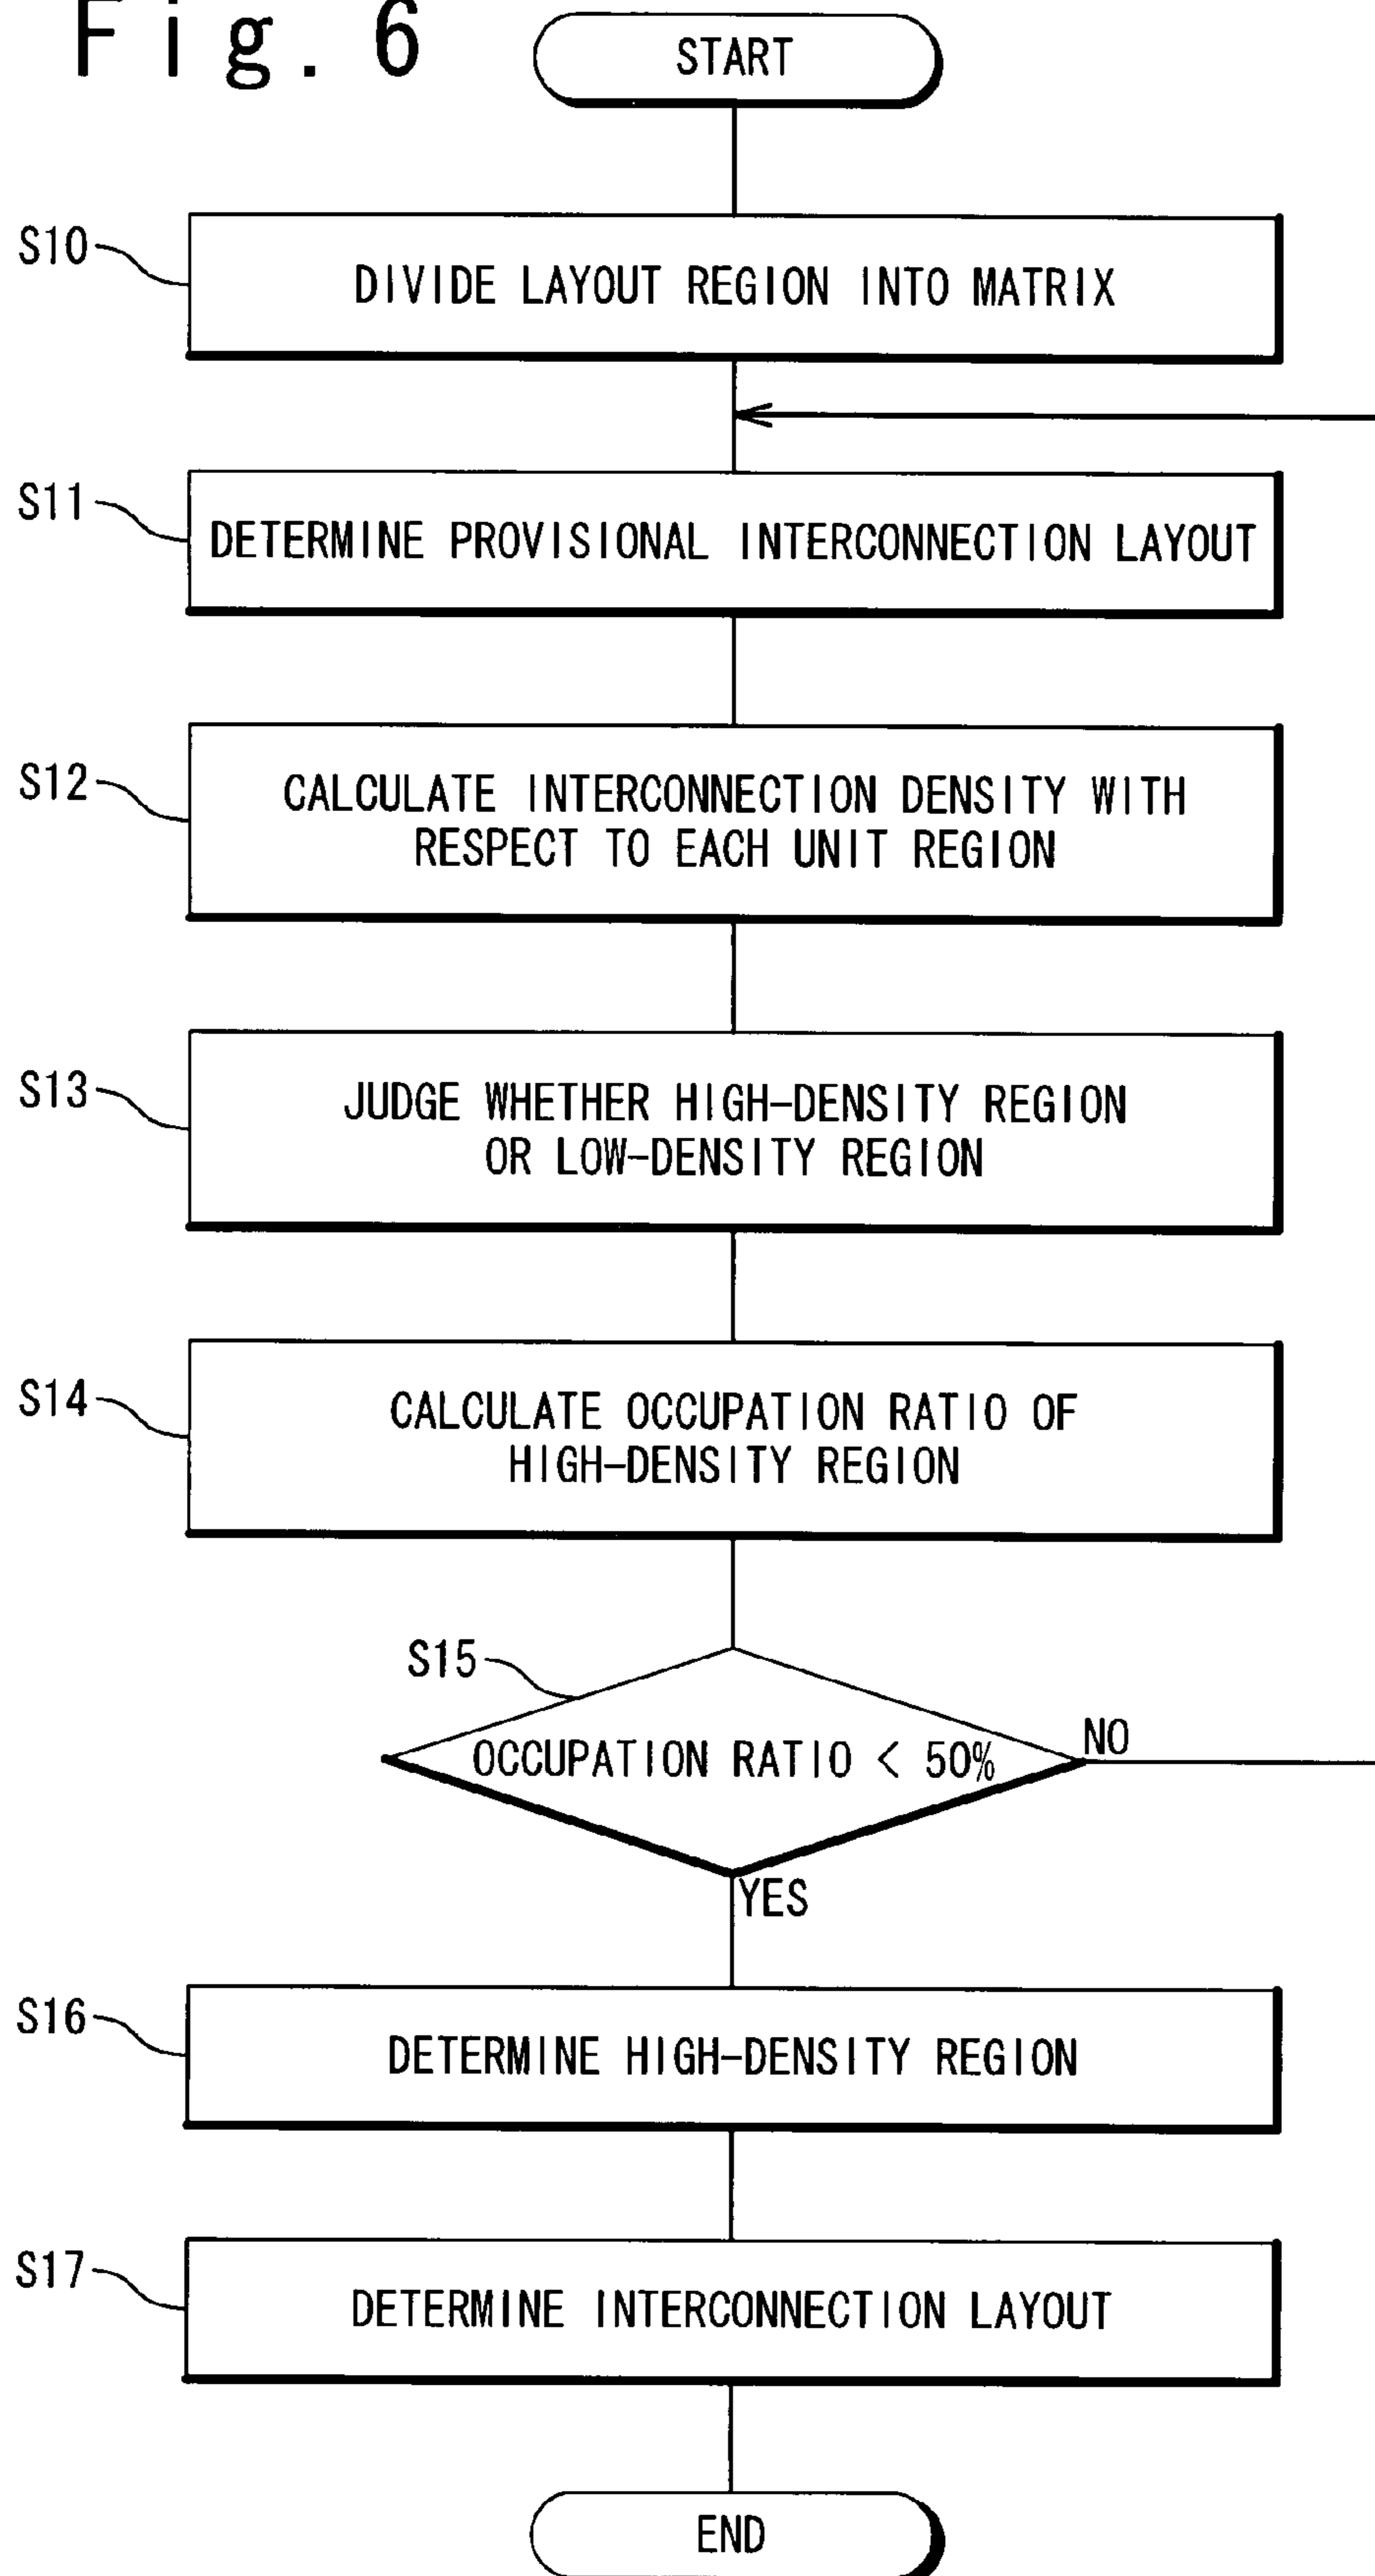 Fig. 6
START
S10
DIVIDE LAYOUT REGION INTO MATRIX
S11
DETERMINE PROVISIONAL INTERCONNECTION LAYOUT
S12
CALCULATE INTERCONNECTION DENSITY WITH
RESPECT TO EACH UNIT REGION
S13
JUDGE WHETHER HIGH-DENSITY REGION
OR LOW-DENSITY REGION
S14
CALCULATE OCCUPATION RATIO OF
HIGH-DENSITY REGION
S15
OCCUPATION RATIO < 50%
NO
YES
S16
DETERMINE HIGH-DENSITY REGION
S17
DETERMINE INTERCONNECTION LAYOUT
END